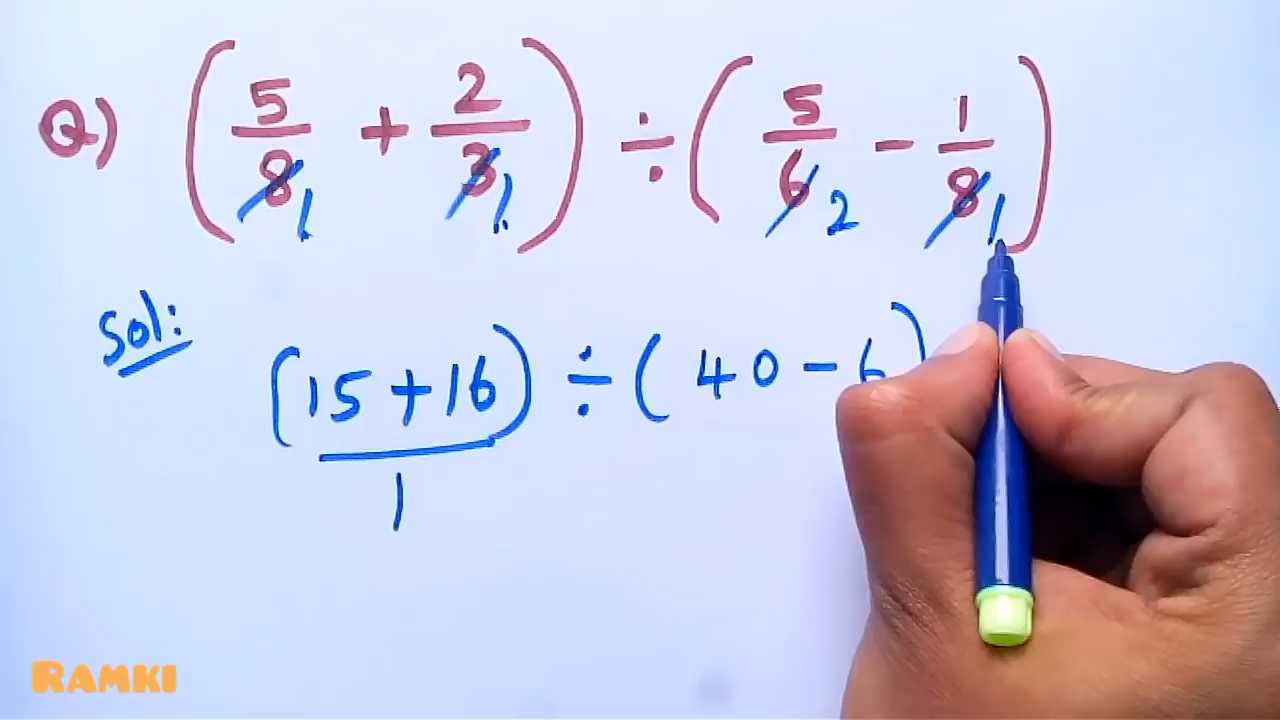 Q) (5/8 1 + 2/3 1) ÷ (5/6 2 - 1/8 1)
Sol:
(15 + 16) ÷ (40 - 6)
1
RAMKI